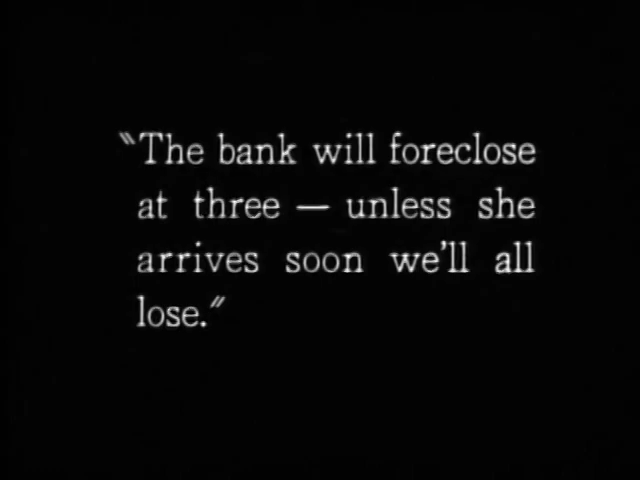 "The bank will foreclose
at three — unless she
arrives soon we'll all
lose."